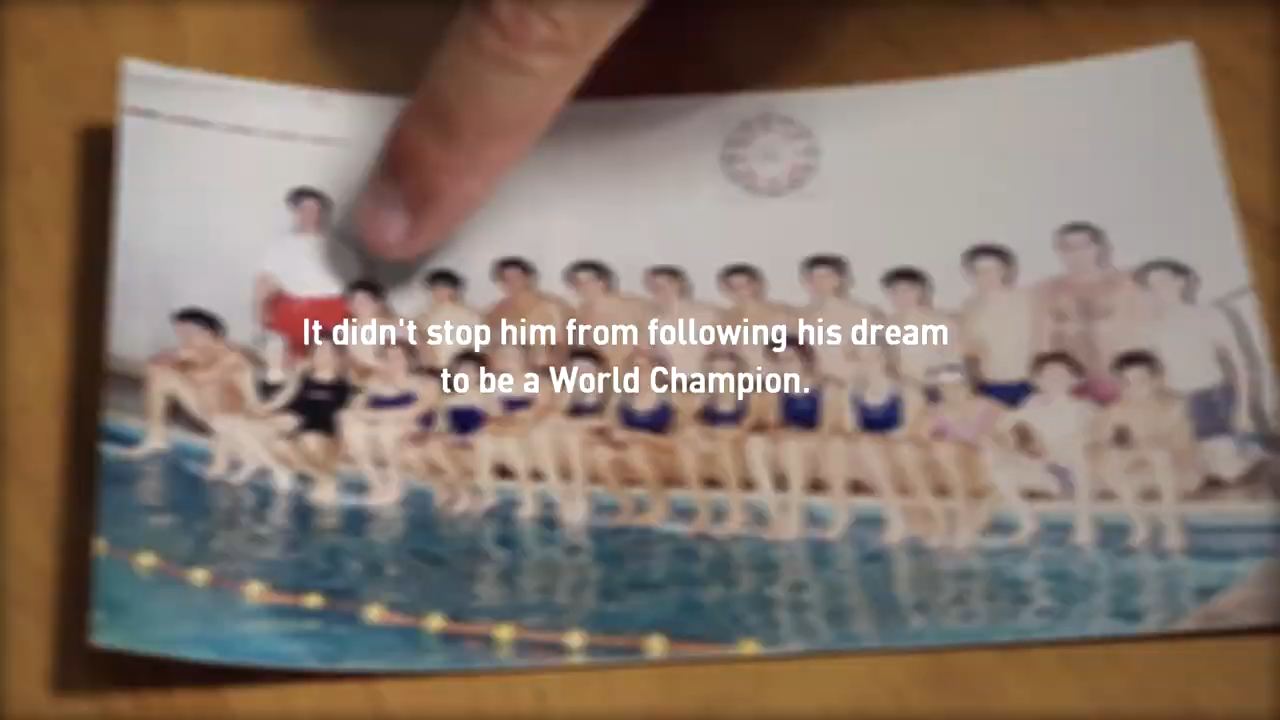 It didn't stop him from following his dream
to be a World Champion.